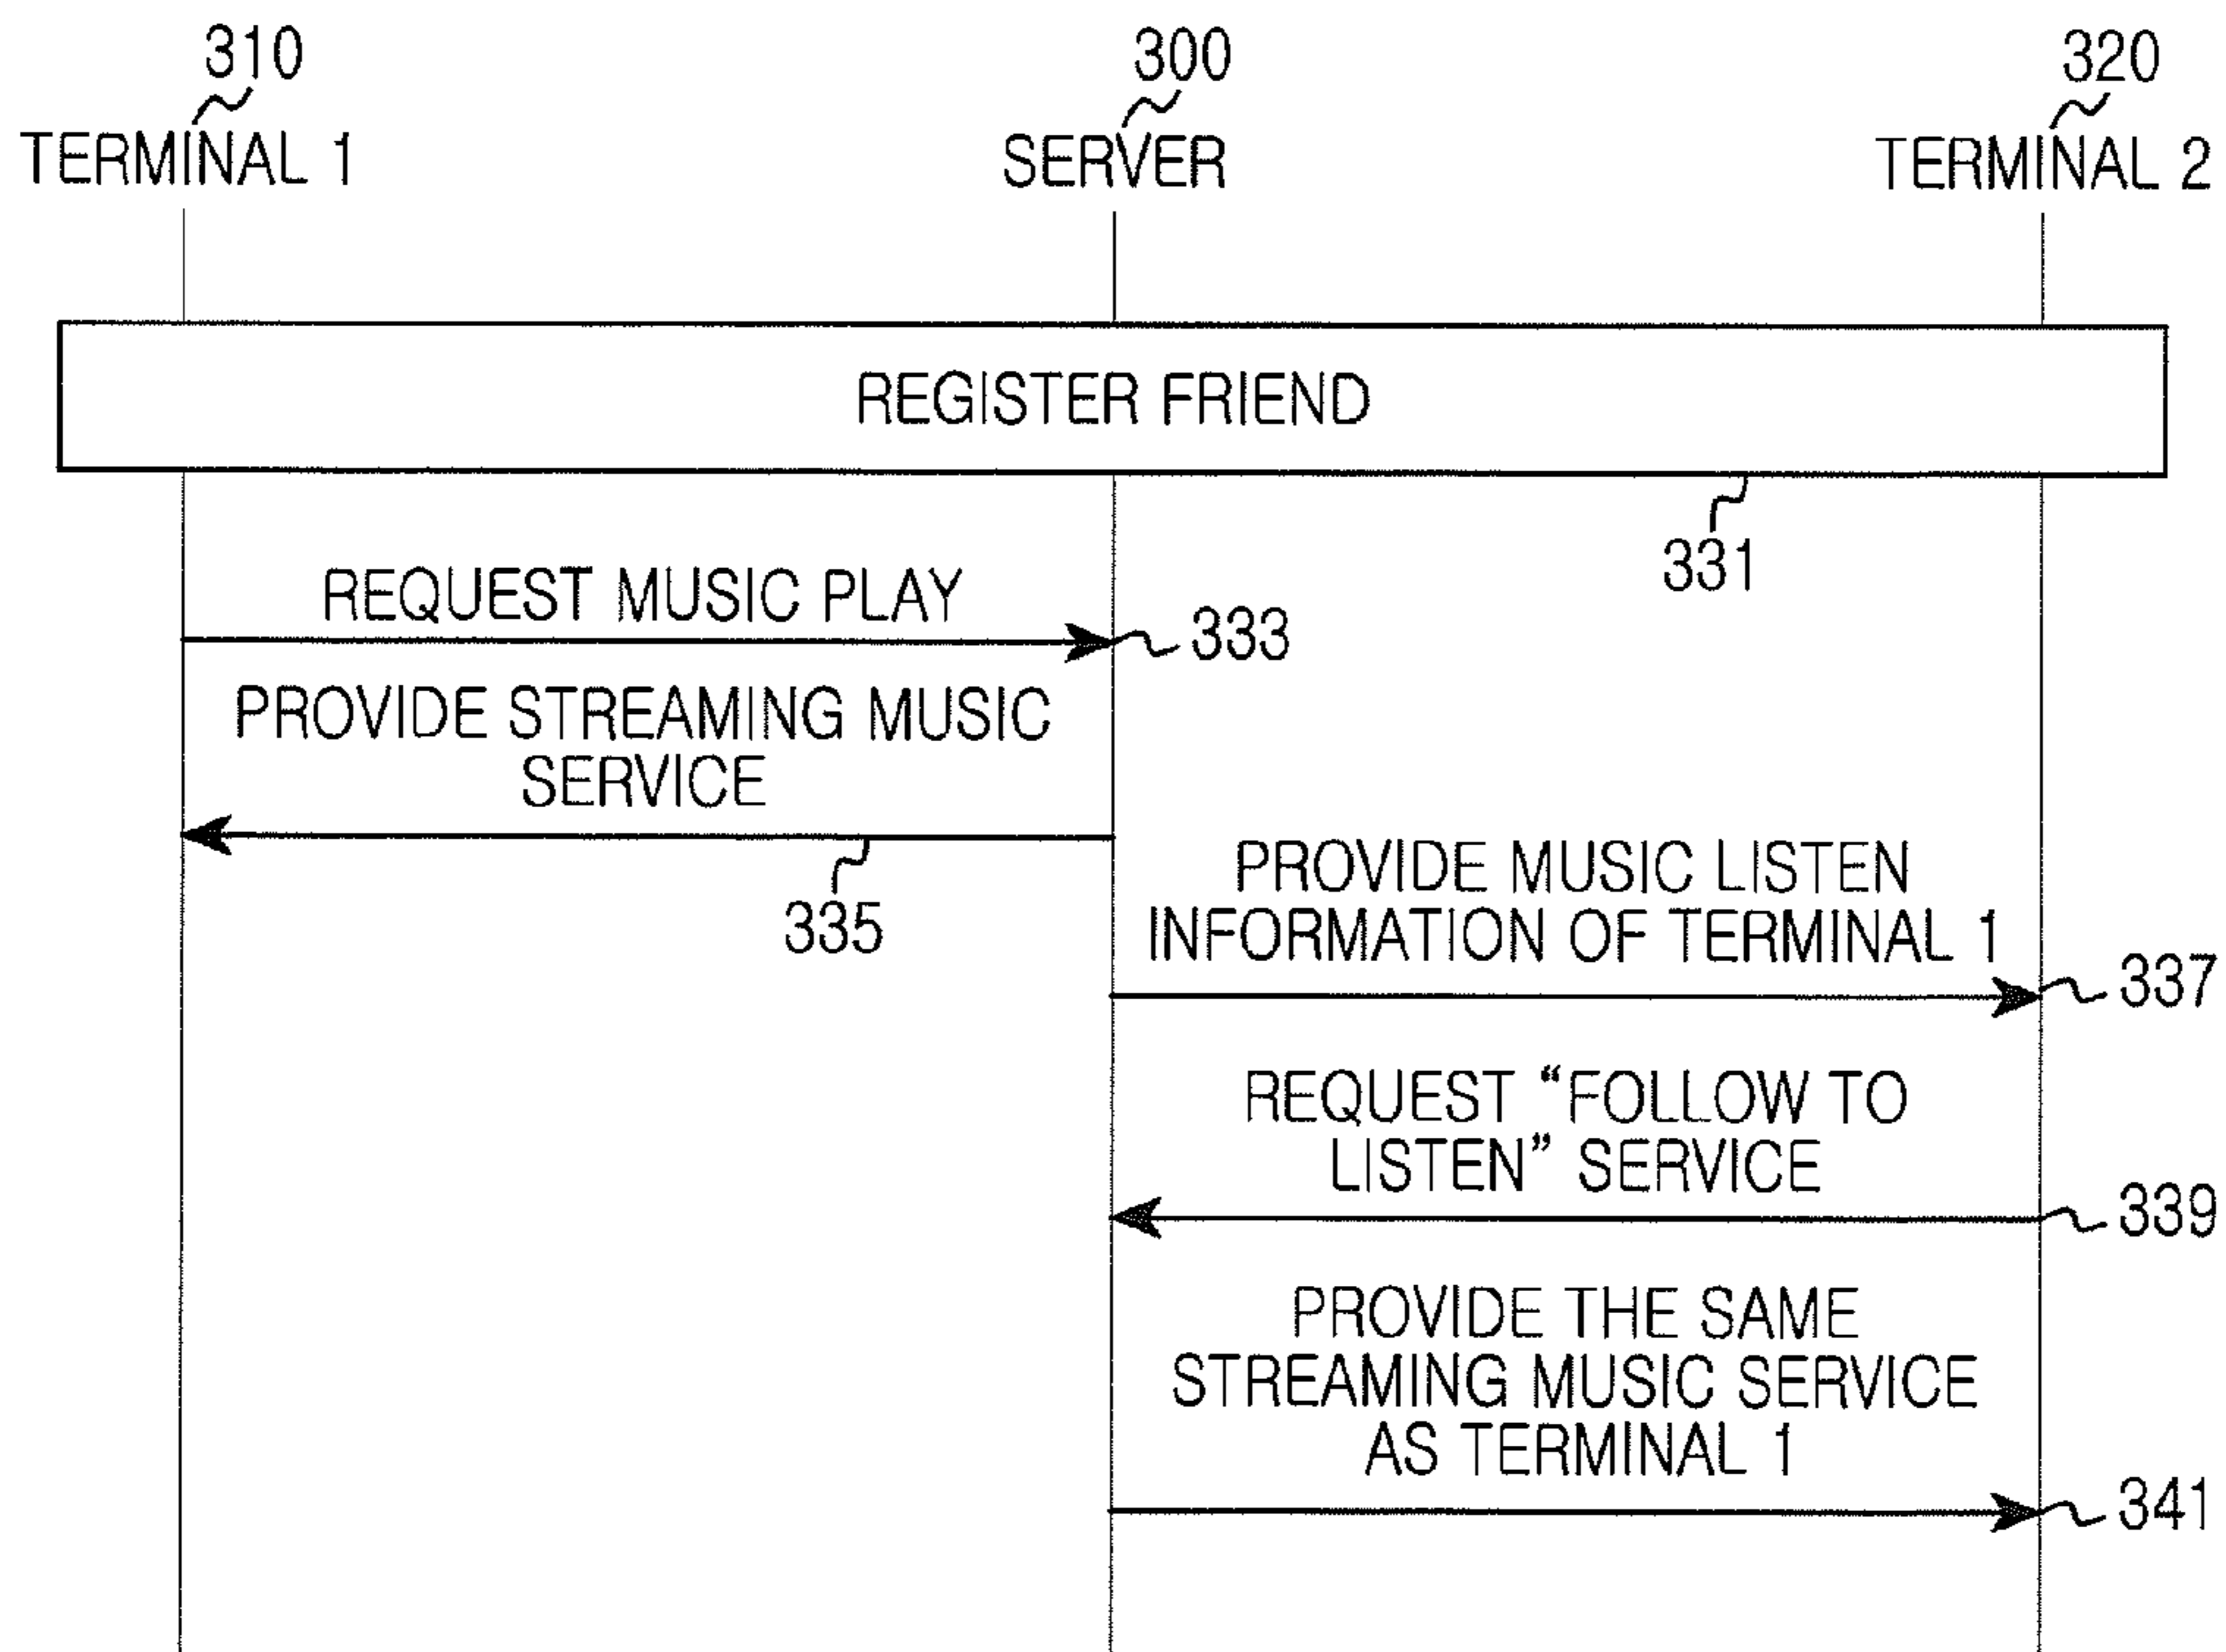 310
300
320
TERMINAL 1
SERVER
TERMINAL 2
REGISTER FRIEND
331
REQUEST MUSIC PLAY
333
PROVIDE STREAMING MUSIC
SERVICE
335
PROVIDE MUSIC LISTEN
INFORMATION OF TERMINAL 1
337
REQUEST “FOLLOW TO
LISTEN” SERVICE
339
PROVIDE THE SAME
STREAMING MUSIC SERVICE
AS TERMINAL 1
341